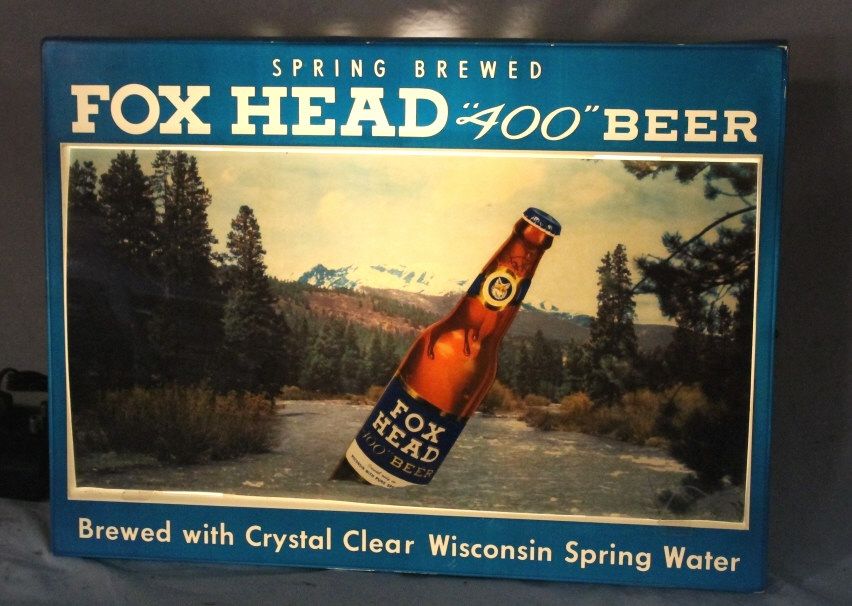 SPRING BREWED
FOX HEAD "400" BEER
FOX
HEAD
400" BEER
Brewed with Crystal Clear Wisconsin Spring Water